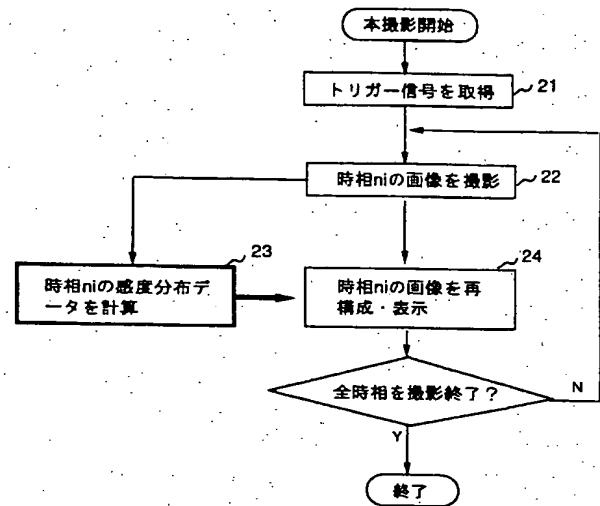 本撮影開始
トリガー信号を取得
21
時相niの画像を撮影
22
23
時相niの感度分布デ
ータを計算
24
時相niの画像を再
構成・表示
全時相を撮影終了？
N
Y
終了